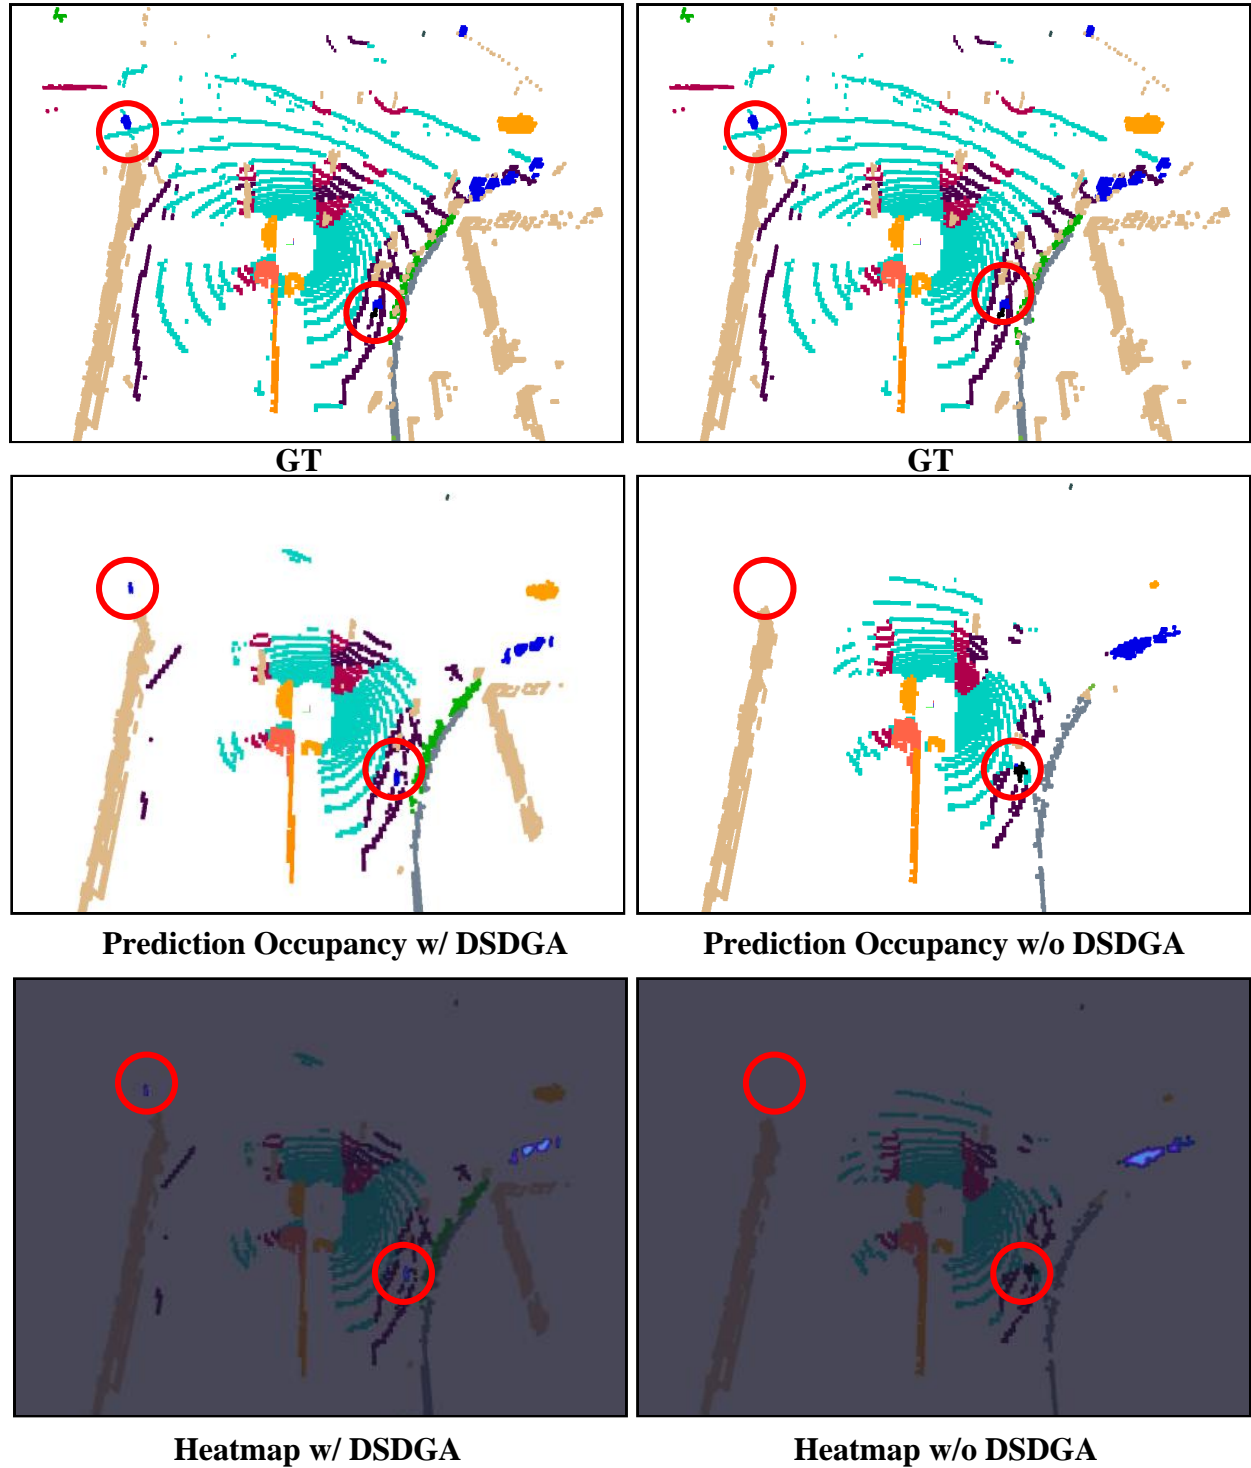 GT
GT
Prediction Occupancy w/ DSDGA
Prediction Occupancy w/o DSDGA
Heatmap w/ DSDGA
Heatmap w/o DSDGA